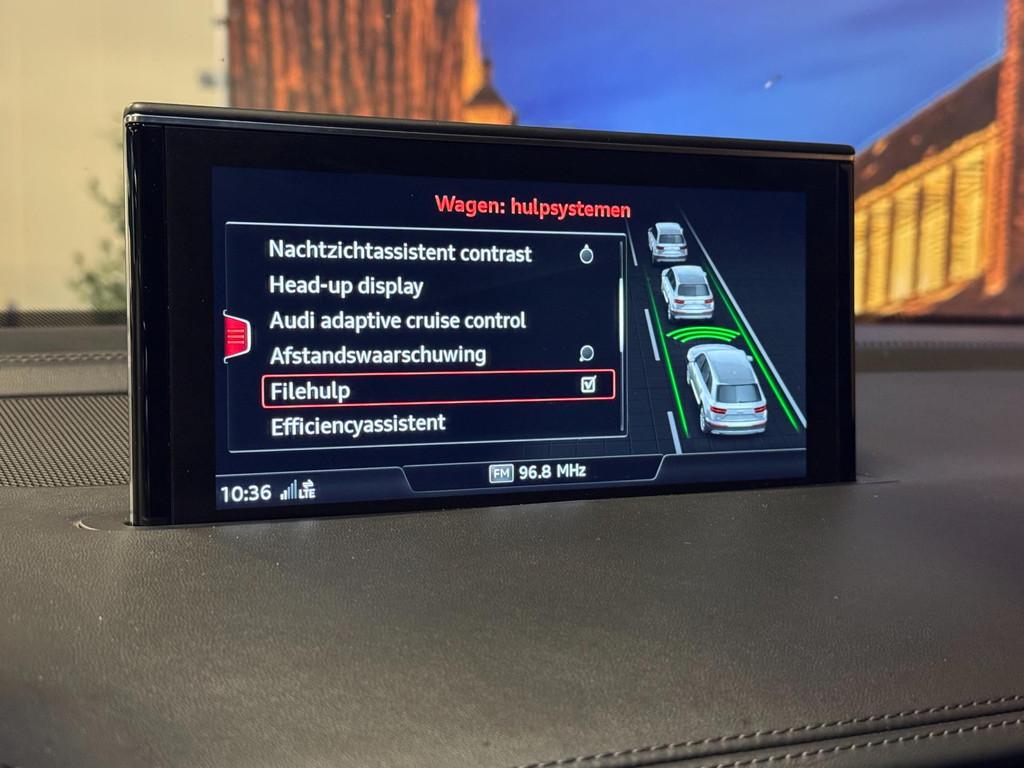 Wagen: hulpsystemen
Nachtzichtassistent contrast
Head-up display
Audi adaptive cruise control
Afstandswaarschuwing
Filehulp
Efficiencyassistent
FM 96.8 MHz
10:36 LTE